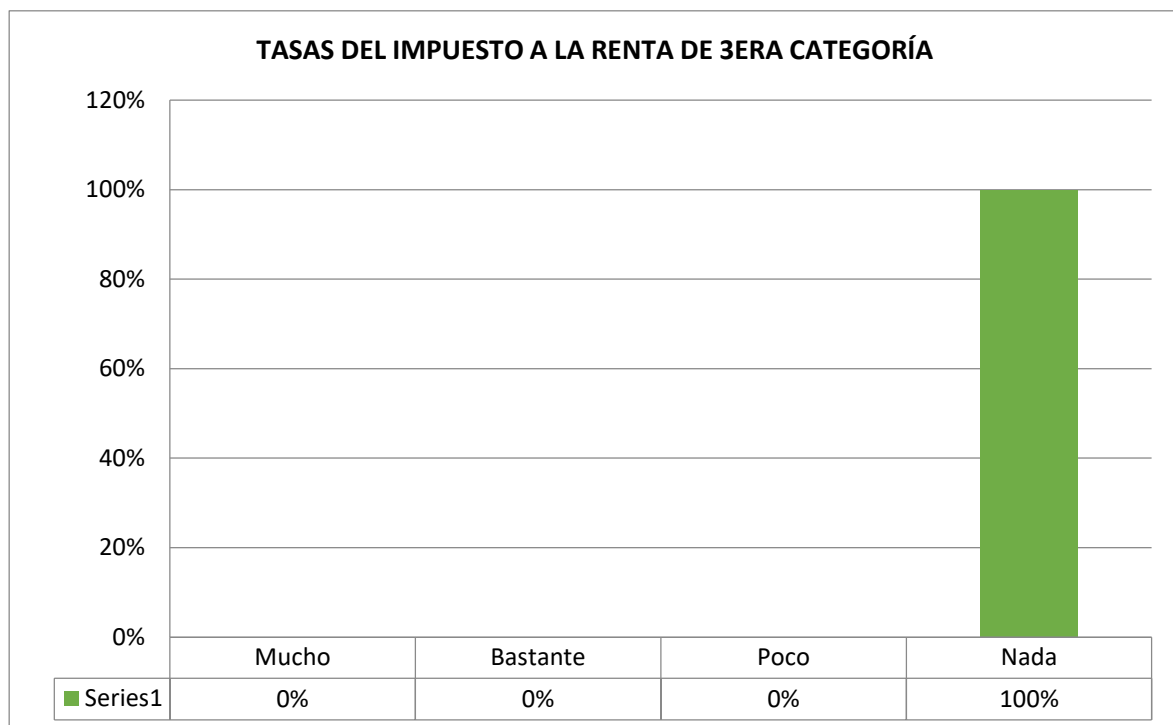 TASAS DEL IMPUESTO A LA RENTA DE 3ERA CATEGORÍA
120%
100%
80%
60%
40%
20%
0%
Mucho Bastante Poco Nada
Series1 0% 0% 0% 100%